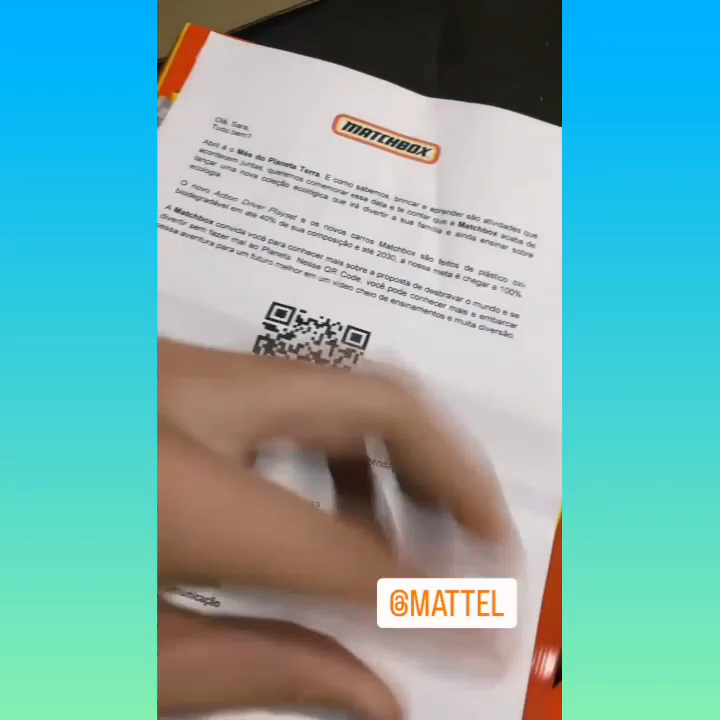 MATCHBOX
Olá, Sara,
Tudo bem?
Abril é o Mês do Planeta Terra. E como sabemos, brincar e aprender são atividades que
acontecem juntas, queremos comemorar essa data e te contar que a Matchbox acaba de
lançar uma nova coleção ecológica que irá divertir a sua família e ainda ensinar sobre
ecologia.
O novo Action Driver Playset e os novos carros Matchbox são feitos de plástico oxi-
biodegradável em até 40% de sua composição e até 2030, a nossa meta é chegar a 100%.
A Matchbox convida você para conhecer mais sobre a proposta de desbravar o mundo e se
divertir sem fazer mal ao Planeta. Nesse QR Code, você pode conhecer mais e embarcar
nessa aventura para um futuro melhor em um vídeo cheio de ensinamentos e muita diversão.
@MATTEL